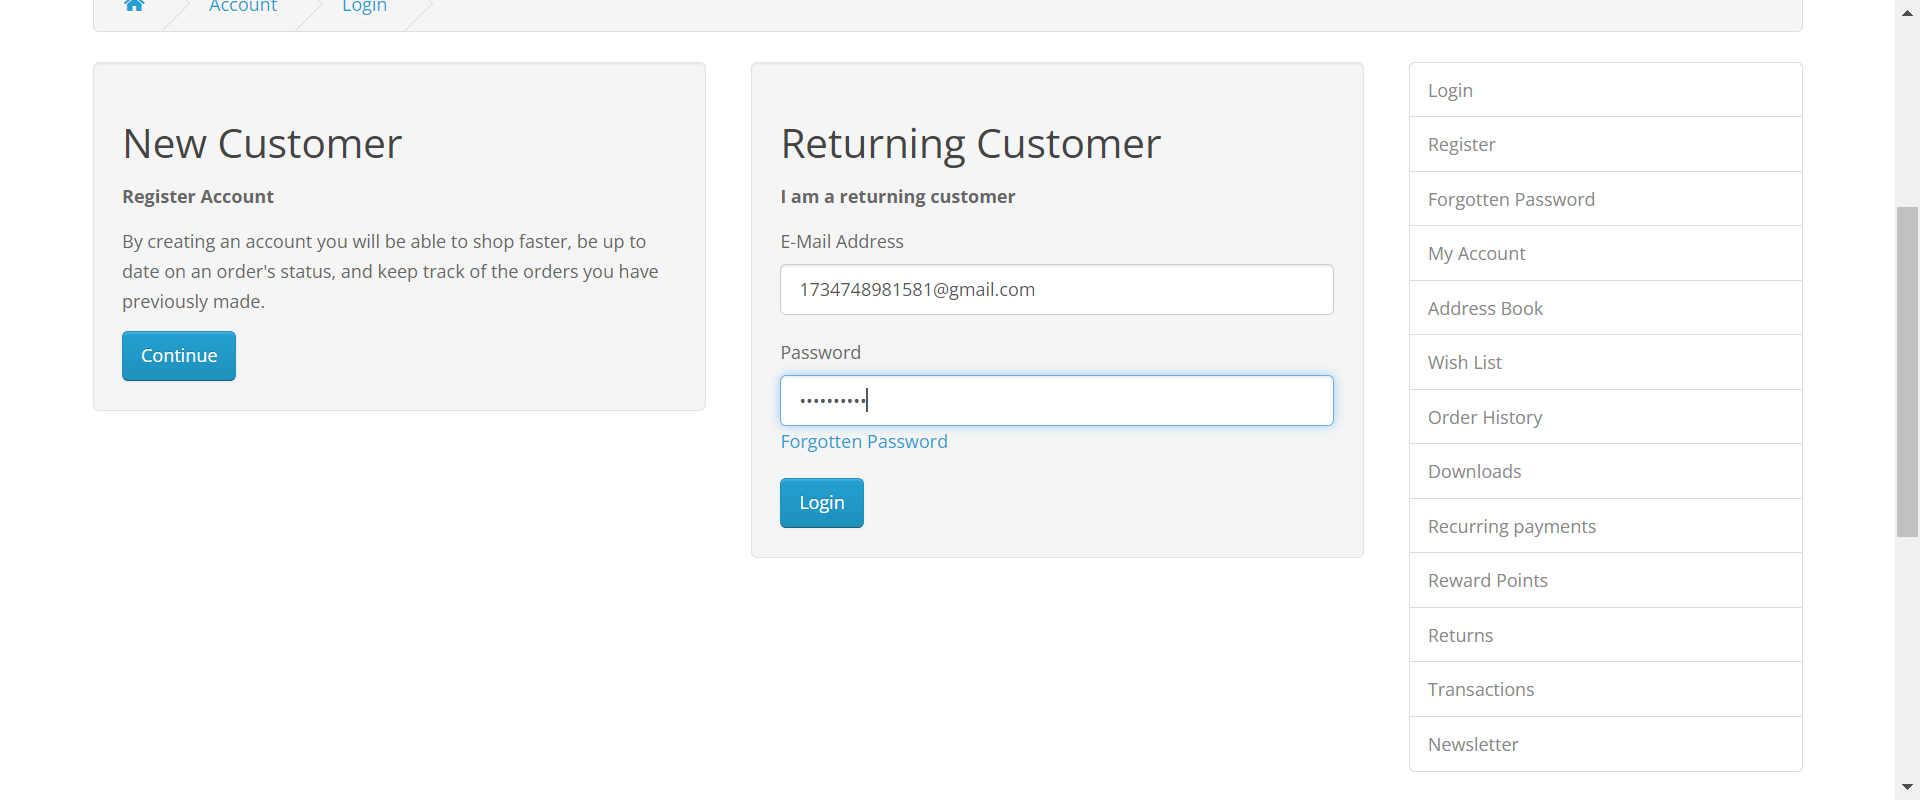 Account
Login
New Customer
Register Account
By creating an account you will be able to shop faster, be up to
date on an order's status, and keep track of the orders you have
previously made.
Continue
Returning Customer
I am a returning customer
E-Mail Address
1734748981581@gmail.com
Password
••••••••••
Forgotten Password
Login
Login
Register
Forgotten Password
My Account
Address Book
Wish List
Order History
Downloads
Recurring payments
Reward Points
Returns
Transactions
Newsletter